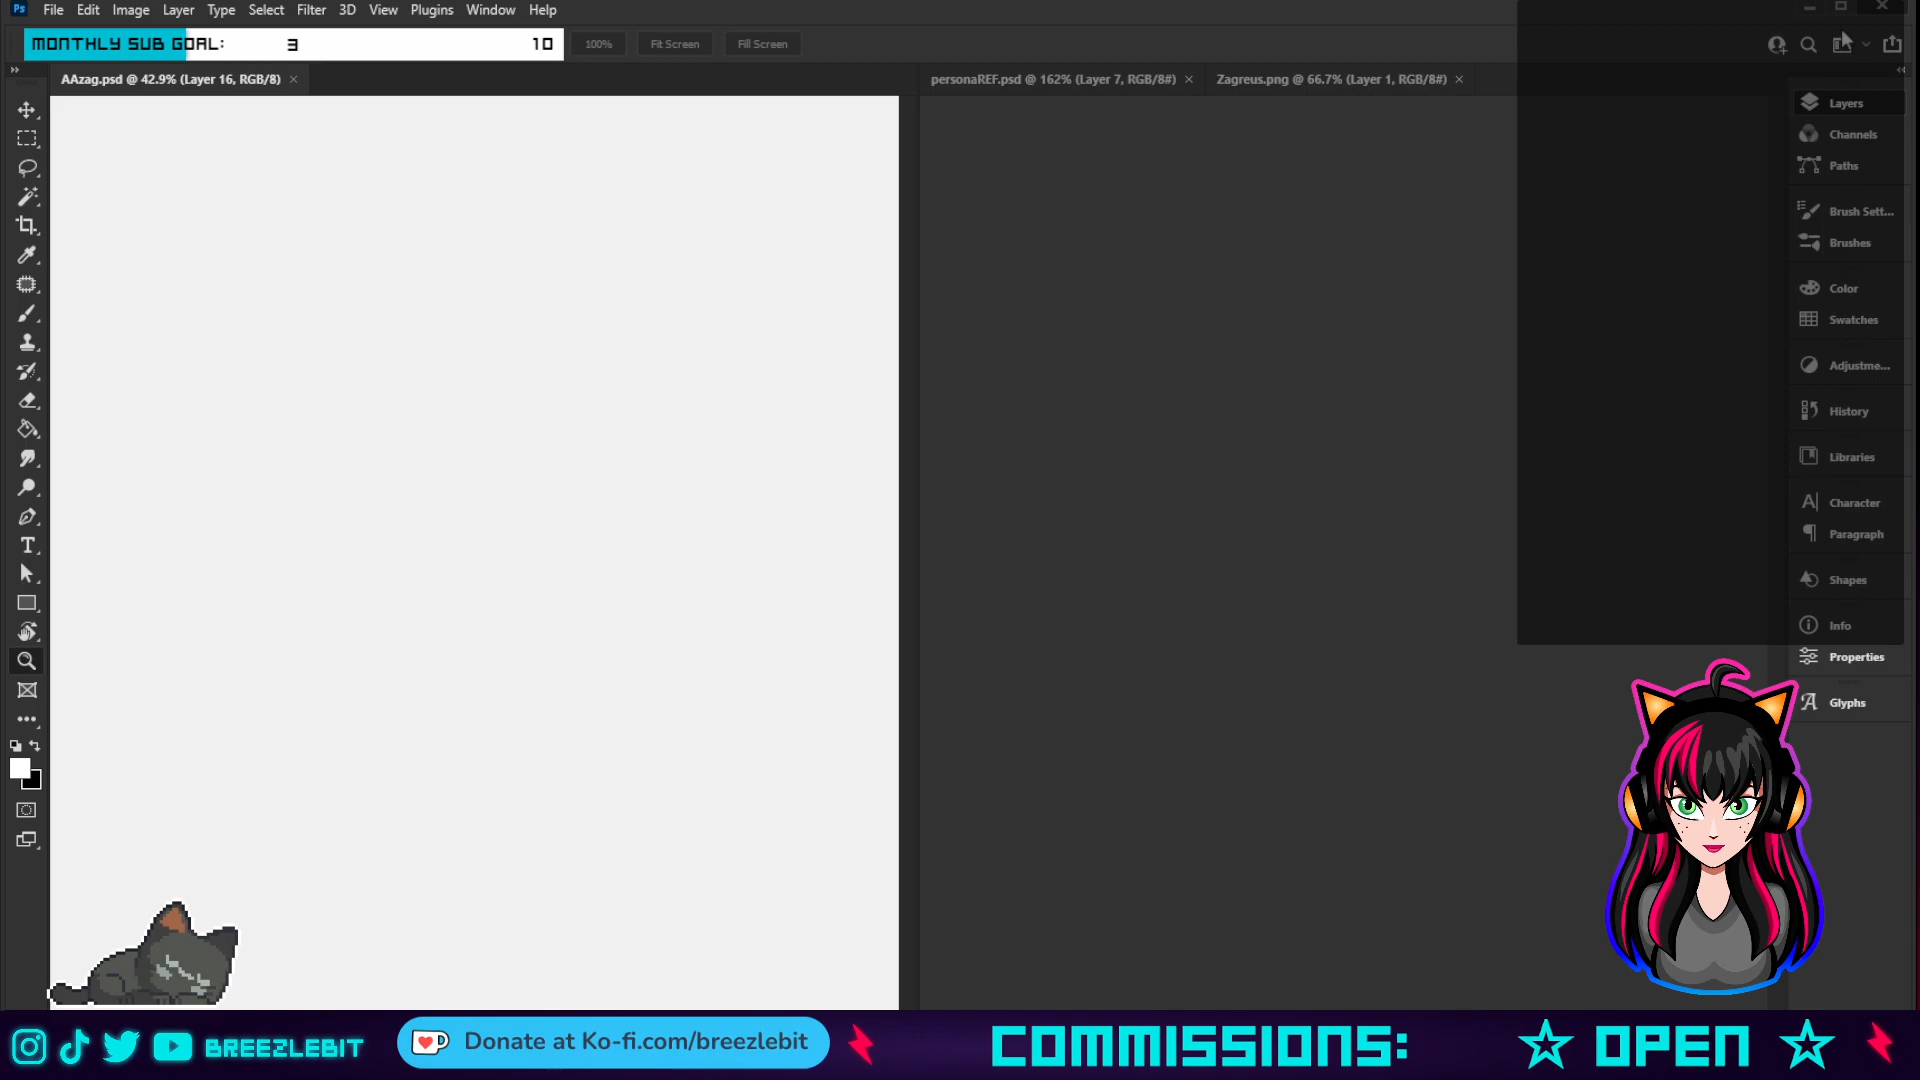 Ps File Edit Image Layer Type Select Filter 3D View Plugins Window Help
MONTHLY SUB GOAL: 3 10 100% Fit Screen Fill Screen
AAzag.psd @ 42.9% (Layer 16, RGB/8) × personaREF.psd @ 162% (Layer 7, RGB/8#) × Zagreus.png @ 66.7% (Layer 1, RGB/8#) ×
Layers
Channels
Paths
Brush Sett...
Brushes
Color
Swatches
Adjustme...
History
Libraries
Character
Paragraph
Shapes
Info
Properties
Glyphs
BREEZLEBIT Donate at Ko-fi.com/breezlebit COMMISSIONS: OPEN